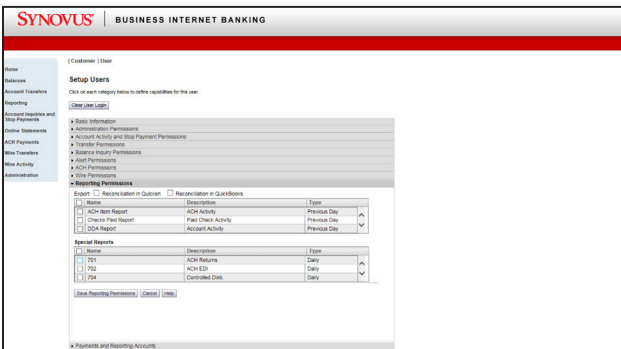 SYNOVUS® BUSINESS INTERNET BANKING
| Customer | User
Home
Balances
Account Transfers
Reporting
Account Inquiries and
Stop Payments
Online Statements
ACH Payments
Wire Transfers
Wire Activity
Administration
Setup Users
Click on each category below to define capabilities for this user.
Clear User Login
Basic Information
Administration Permissions
Account Activity and Stop Payment Permissions
Transfer Permissions
Balance Inquiry Permissions
Alert Permissions
ACH Permissions
Wire Permissions
Reporting Permissions
Export Reconciliation in Quicken Reconciliation in QuickBooks
Name Description Type
ACH Item Report ACH Activity Previous Day
Checks Paid Report Paid Check Activity Previous Day
DDA Report Account Activity Previous Day
Special Reports
Name Description Type
701 ACH Returns Daily
702 ACH EDI Daily
704 Controlled Disb. Daily
Save Reporting Permissions Cancel Help
Payments and Reporting Accounts